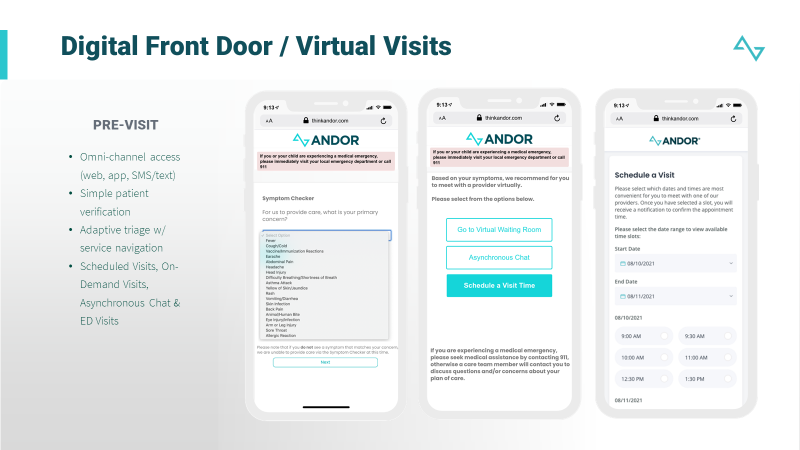 Digital Front Door / Virtual Visits
PRE-VISIT
• Omni-channel access
(web, app, SMS/text)
• Simple patient
verification
• Adaptive triage w/
service navigation
• Scheduled Visits, On-
Demand Visits,
Asynchronous Chat &
ED Visits
9:13
AA thinkandor.com
ANDOR
If you or your child are experiencing a medical emergency,
please immediately visit your local emergency department or call
911
Symptom Checker
For us to provide care, what is your primary
concern?
Select Option
Fever
Cough/Cold
Vaccine/Immunization Reactions
Earache
Abdominal Pain
Headache
Head Injury
Difficulty Breathing/Shortness of Breath
Asthma Attack
Yellow of Skin/Jaundice
Rash
Vomiting/Diarrhea
Skin Infection
Back Pain
Animal/Human Bite
Eye Injury/Infection
Arm or Leg Injury
Sore Throat
Allergic Reaction
Please note that if you do not see a symptom that matches your concern,
we are unable to provide care via the Symptom Checker at this time.
Next
9:13
AA thinkandor.com
ANDOR
If you or your child are experiencing a medical emergency,
please immediately visit your local emergency department or call
911
Based on your symptoms, we recommend for you
to meet with a provider virtually.
Please select from the options below.
Go to Virtual Waiting Room
Asynchronous Chat
Schedule a Visit Time
If you are experiencing a medical emergency,
please seek medical assistance by contacting 911,
otherwise a care team member will contact you to
discuss questions and/or concerns about your
plan of care.
9:13
AA thinkandor.com
ANDOR
Schedule a Visit
Please select which dates and times are most
convenient for you to meet with one of our
providers. Once you've selected a slot, you will
receive a notification to confirm the appointment
time.
Please select the date range to view available
time slots:
Start Date
08/10/2021
End Date
08/11/2021
08/10/2021
9:00 AM 9:30 AM
10:00 AM 11:00 AM
12:30 PM 1:30 PM
08/11/2021